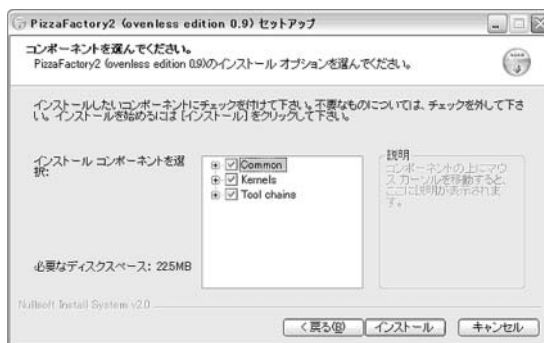 PizzaFactory2 (ovenless edition 0.9) セットアップ
コンポーネントを選んでください。
PizzaFactory2 (ovenless edition 0.9)のインストール オプションを選んでください。
インストールしたいコンポーネントにチェックを付けて下さい。不要なものについては、チェックを外して下さ
い。インストールを始めるには [インストール] をクリックして下さい。
インストール コンポーネントを選
択:
Common
Kernels
Tool chains
説明
コンポーネントの上にマウ
ス カーソルを移動すると、
ここに説明が表示されま
す。
必要なディスクスペース: 225MB
Nullsoft Install System v2.0
< 戻る(B)
インストール
キャンセル